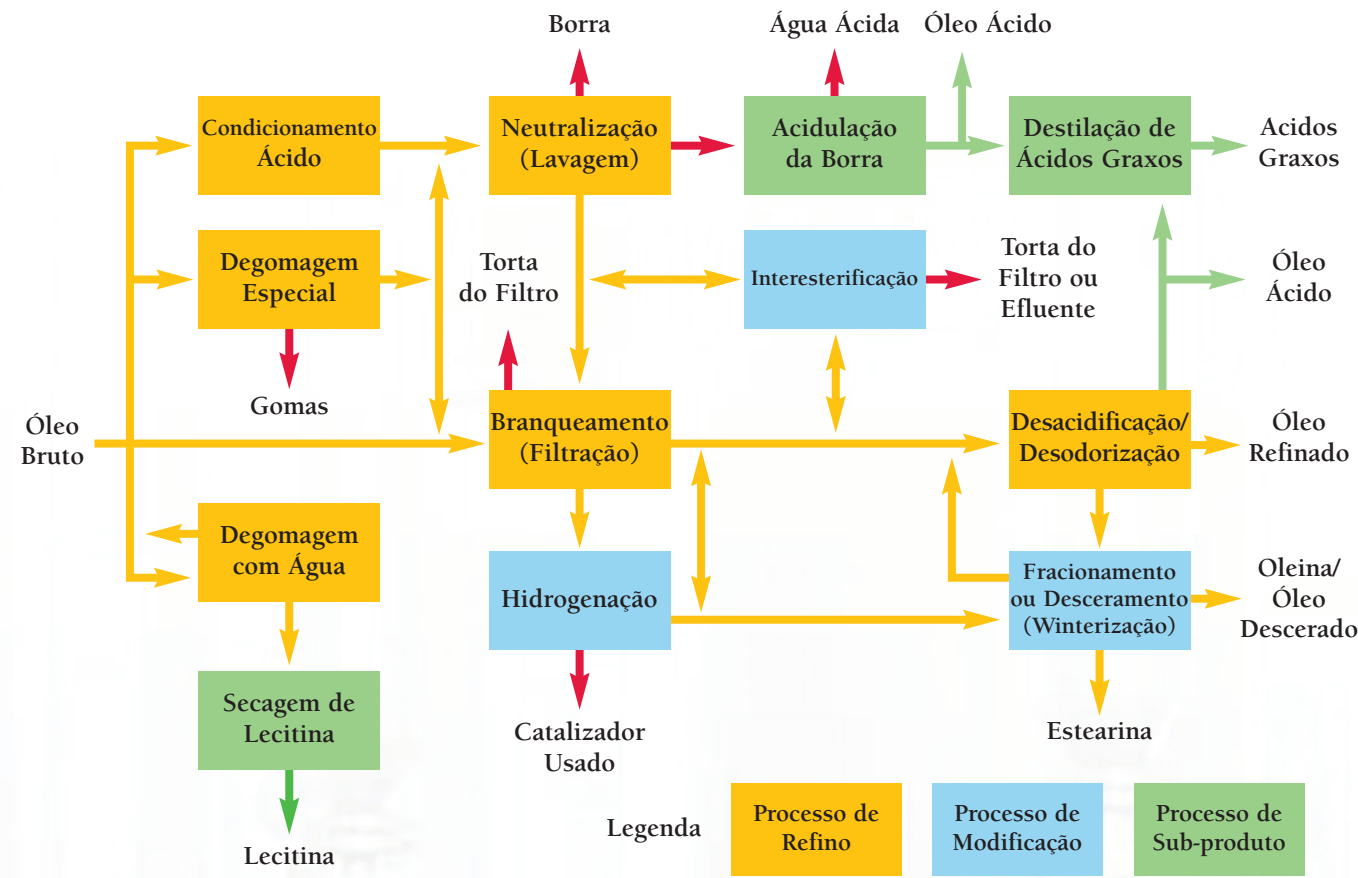 Borra
Água Ácida
Óleo Ácido
Condicionamento
Ácido
Neutralização
(Lavagem)
Acidulação
da Borra
Destilação de
Ácidos Graxos
Acidos
Graxos
Degomagem
Especial
Torta
do Filtro
Interesterificação
Torta do
Filtro ou
Efluente
Óleo
Ácido
Gomas
Óleo
Bruto
Branqueamento
(Filtração)
Desacidificação/
Desodorização
Óleo
Refinado
Degomagem
com Água
Hidrogenação
Fracionamento
ou Desceramento
(Winterização)
Oleina/
Óleo
Descerado
Secagem de
Lecitina
Catalizador
Usado
Estearina
Lecitina
Legenda
Processo de
Refino
Processo de
Modificação
Processo de
Sub-produto